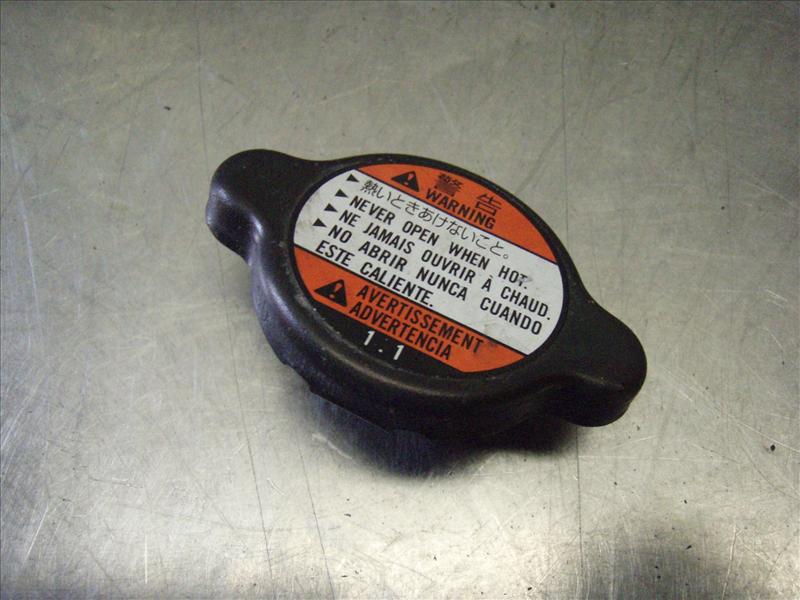 警告
WARNING
熱いときあけないこと。
NEVER OPEN WHEN HOT.
NE JAMAIS OUVRIR À CHAUD.
NO ABRIR NUNCA CUANDO
ESTE CALIENTE.
AVERTISSEMENT
ADVERTENCIA
1.1